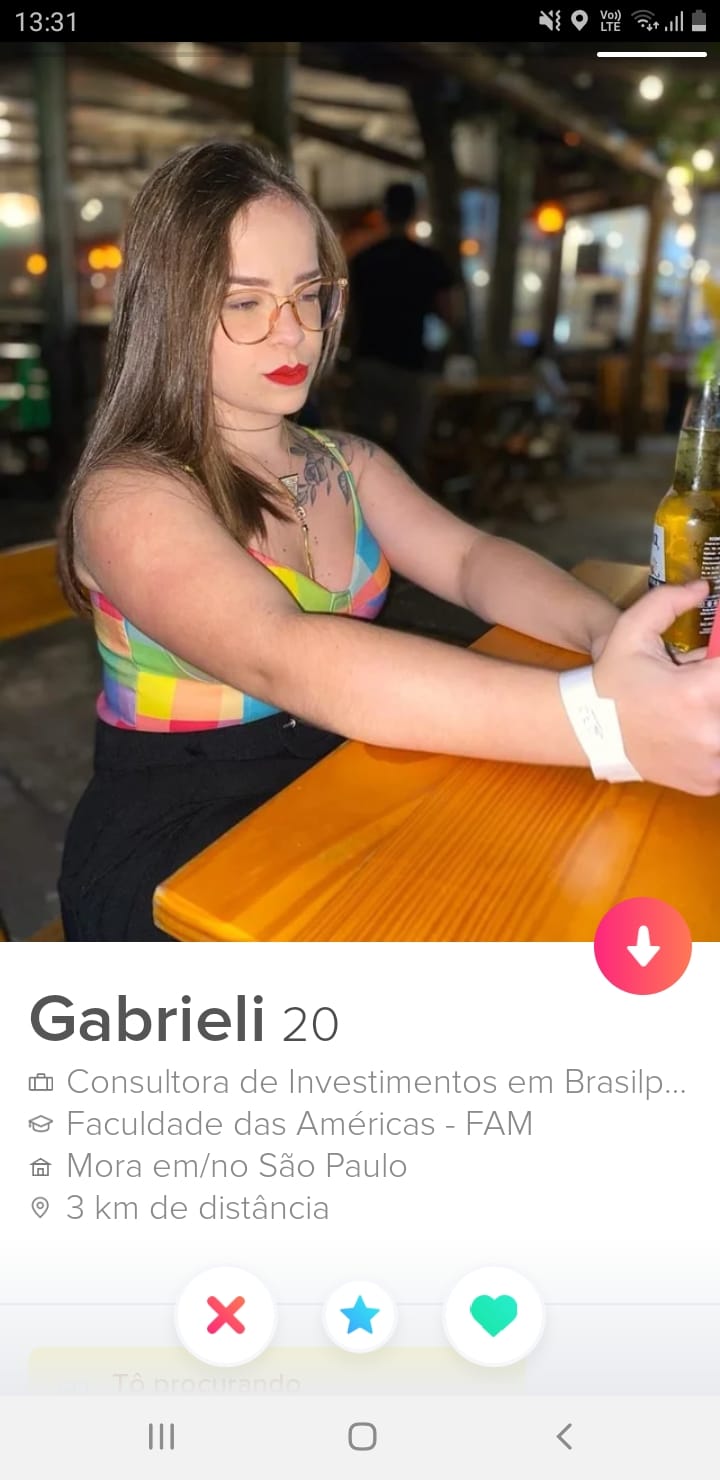 13:31
Vo))
LTE
Gabrieli 20
Consultora de Investimentos em Brasilp...
Faculdade das Américas - FAM
Mora em/no São Paulo
3 km de distância
Tô procurando